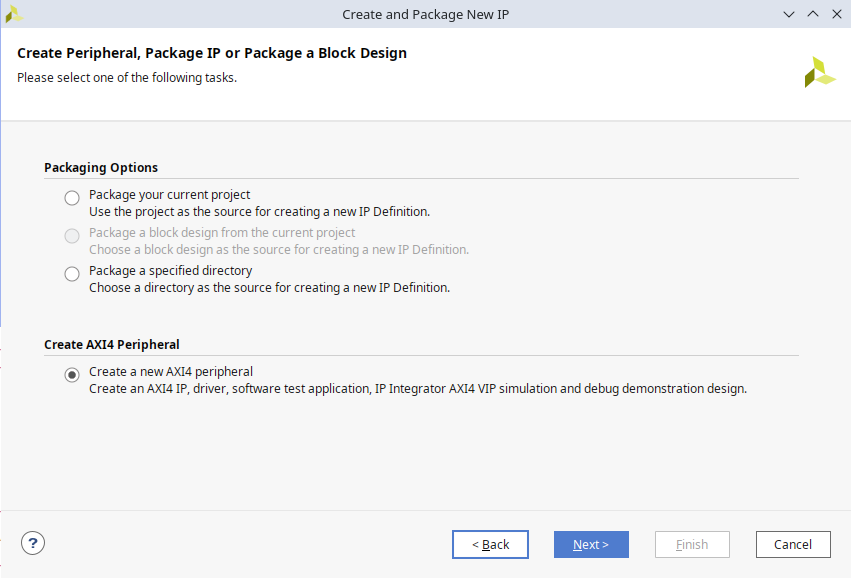 Create and Package New IP
Create Peripheral, Package IP or Package a Block Design
Please select one of the following tasks.
Packaging Options
Package your current project
Use the project as the source for creating a new IP Definition.
Package a block design from the current project
Choose a block design as the source for creating a new IP Definition.
Package a specified directory
Choose a directory as the source for creating a new IP Definition.
Create AXI4 Peripheral
Create a new AXI4 peripheral
Create an AXI4 IP, driver, software test application, IP Integrator AXI4 VIP simulation and debug demonstration design.
? < Back Next > Finish Cancel